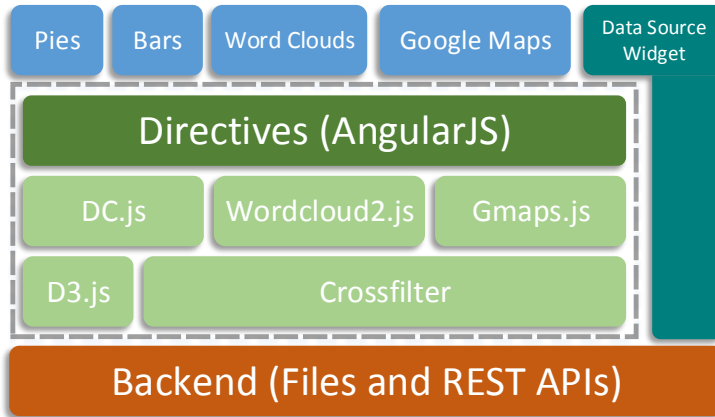 Pies
Bars
Word Clouds
Google Maps
Data Source
Widget
Directives (AngularJS)
DC.js
Wordcloud2.js
Gmaps.js
D3.js
Crossfilter
Backend (Files and REST APIs)